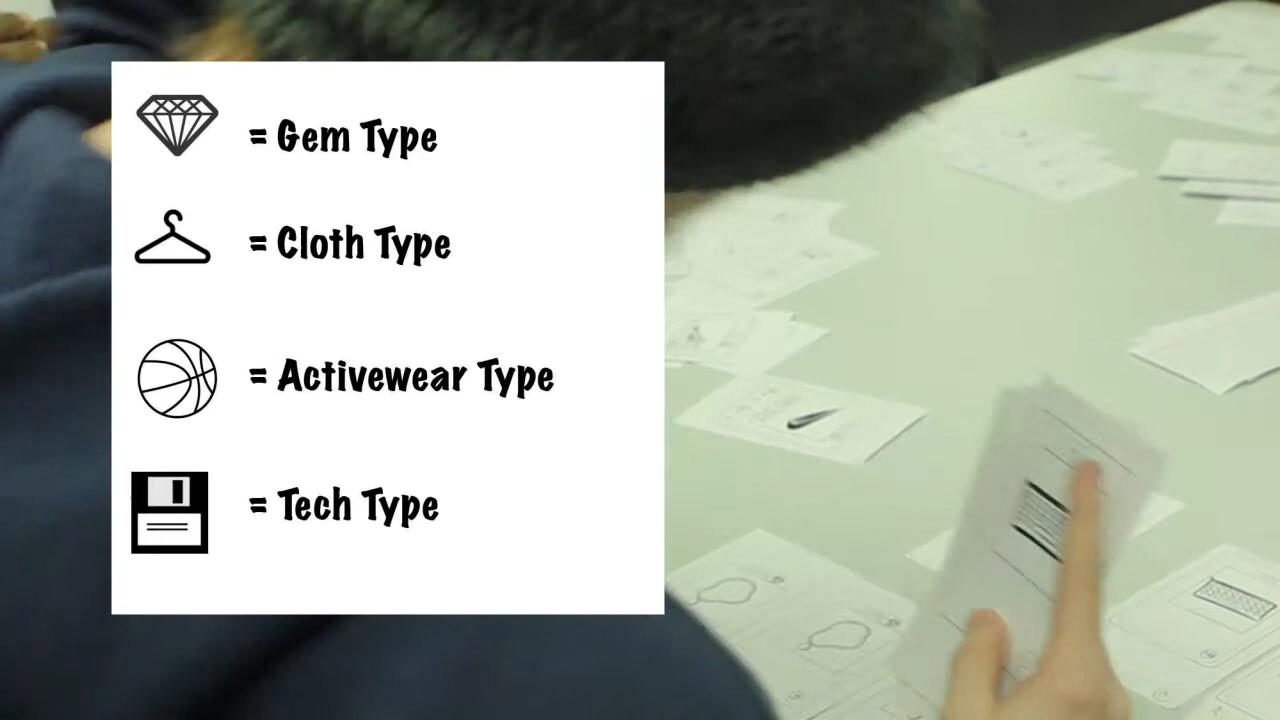 = Gem Type
= Cloth Type
= Activewear Type
= Tech Type